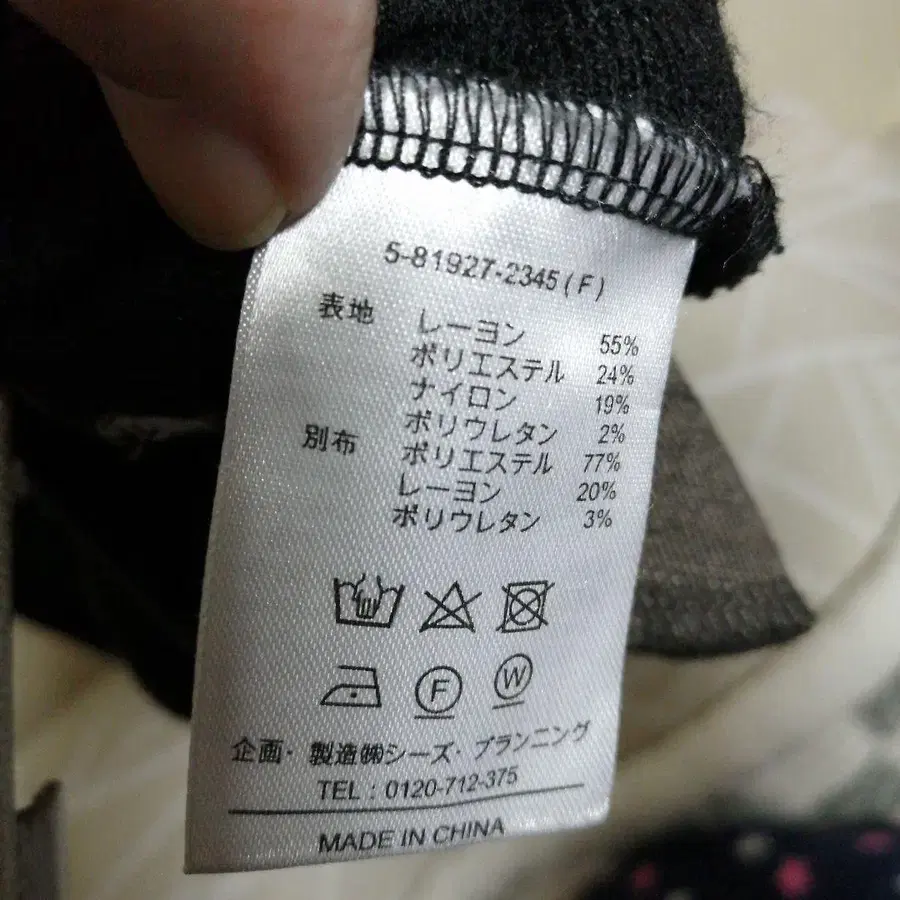 5-81927-2345(F)
表地 レーヨン 55%
ポリエステル 24%
ナイロン 19%
ポリウレタン 2%
別布 ポリエステル 77%
レーヨン 20%
ポリウレタン 3%
F W
企画・製造㈱シーズ・プランニング
TEL : 0120-712-375
MADE IN CHINA